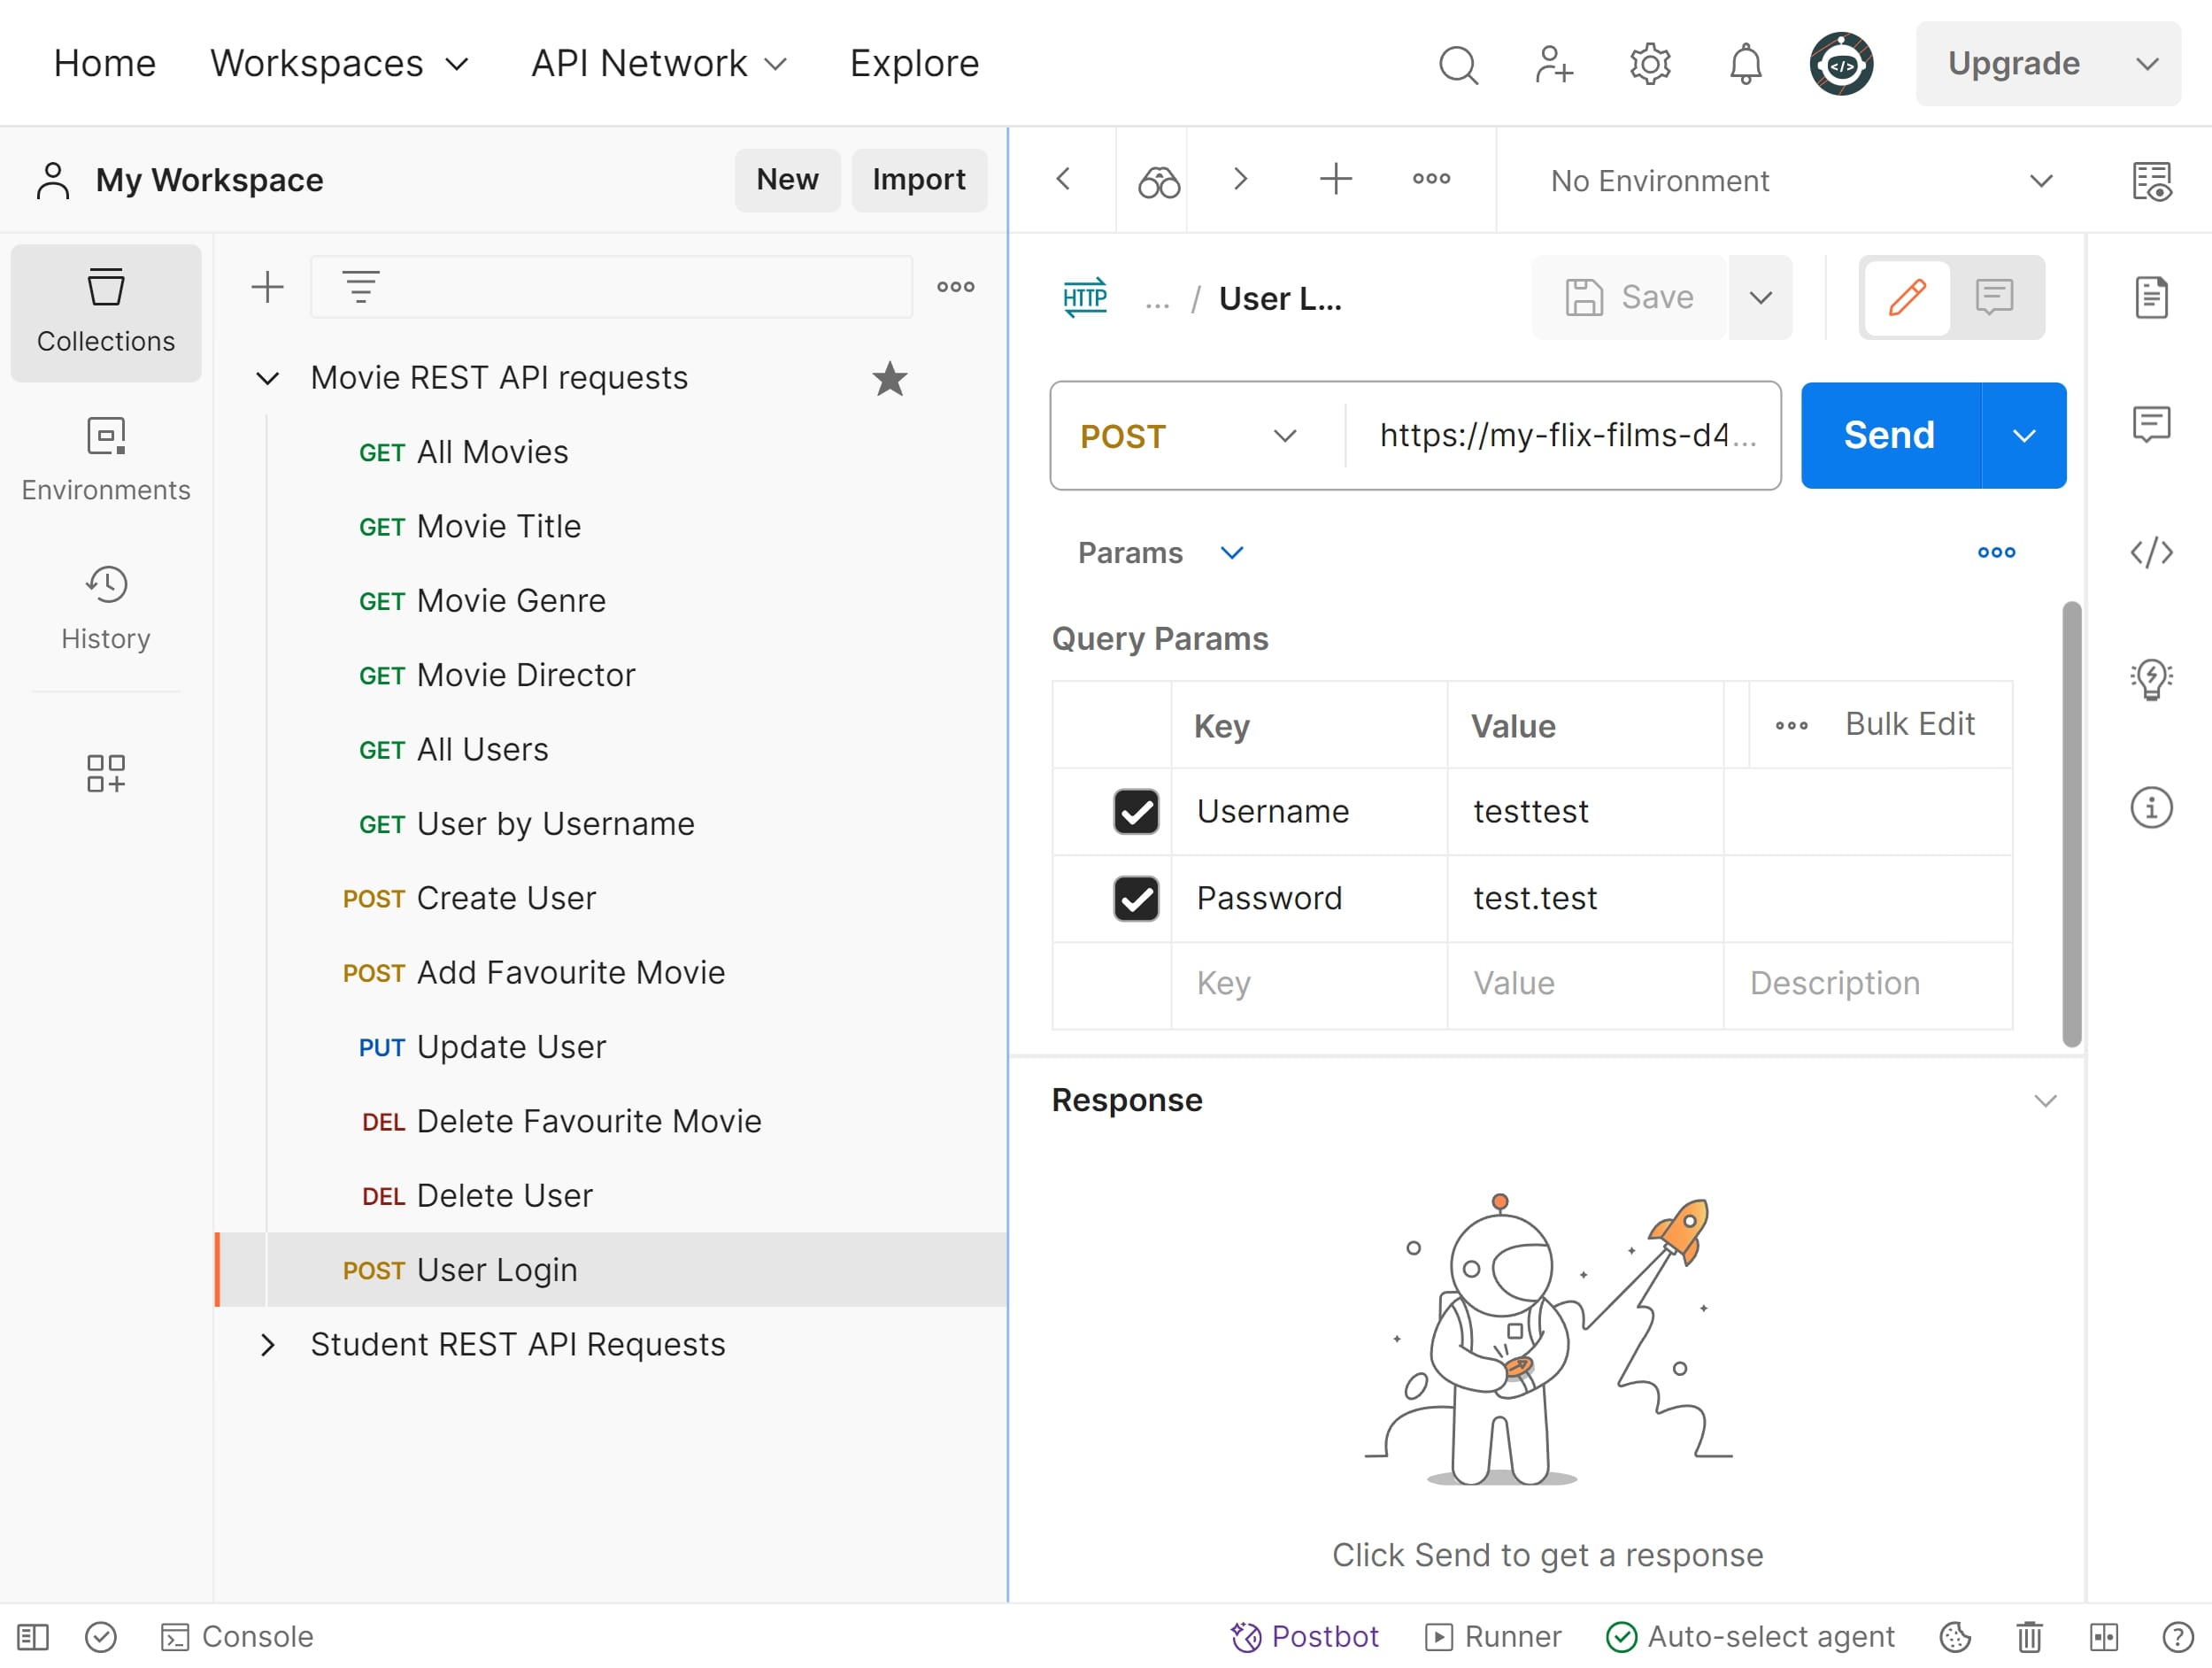 Home Workspaces API Network Explore Upgrade
My Workspace New Import No Environment
Collections
Environments
History
Movie REST API requests
GET All Movies
GET Movie Title
GET Movie Genre
GET Movie Director
GET All Users
GET User by Username
POST Create User
POST Add Favourite Movie
PUT Update User
DEL Delete Favourite Movie
DEL Delete User
POST User Login
Student REST API Requests
HTTP ... / User L... Save
POST https://my-flix-films-d4... Send
Params
Query Params
Key Value Bulk Edit
Username testtest
Password test.test
Key Value Description
Response
Click Send to get a response
Console Postbot Runner Auto-select agent